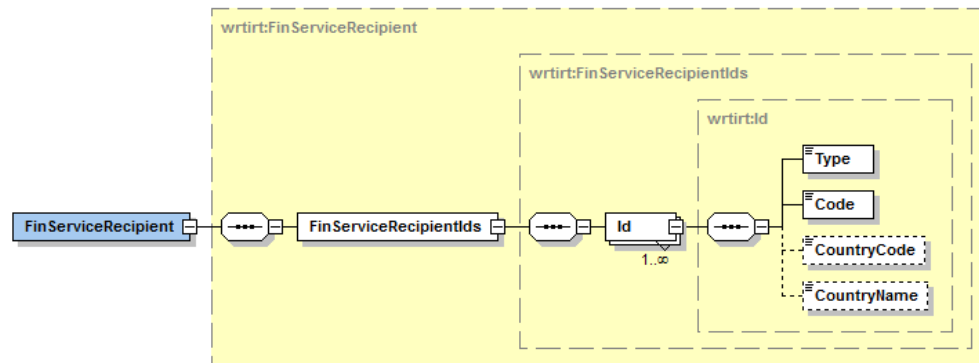 wrtirt:FinServiceRecipient
wrtirt:FinServiceRecipientIds
wrtirt:Id
Type
Code
FinServiceRecipient
FinServiceRecipientIds
Id
1..∞
CountryCode
CountryName